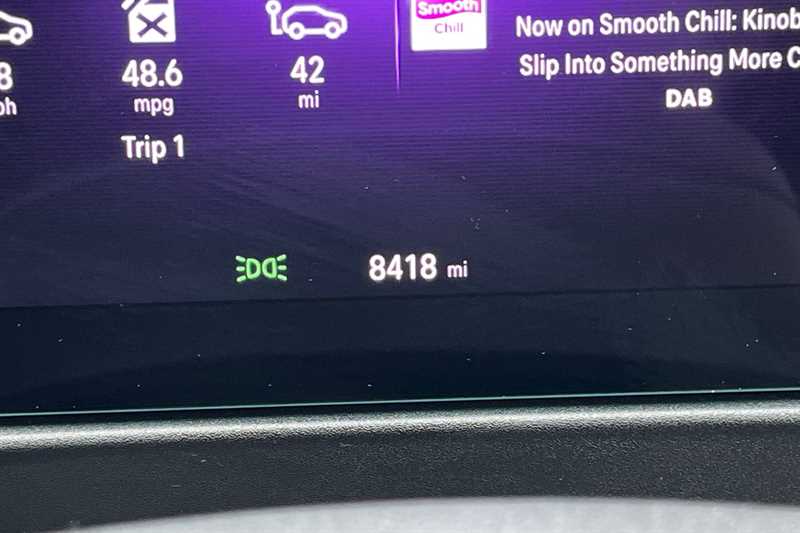 Smooth
Chill
Now on Smooth Chill:
Slip Into Something More
DAB
8
48.6
42
mpg
mi
Trip 1
8418 mi